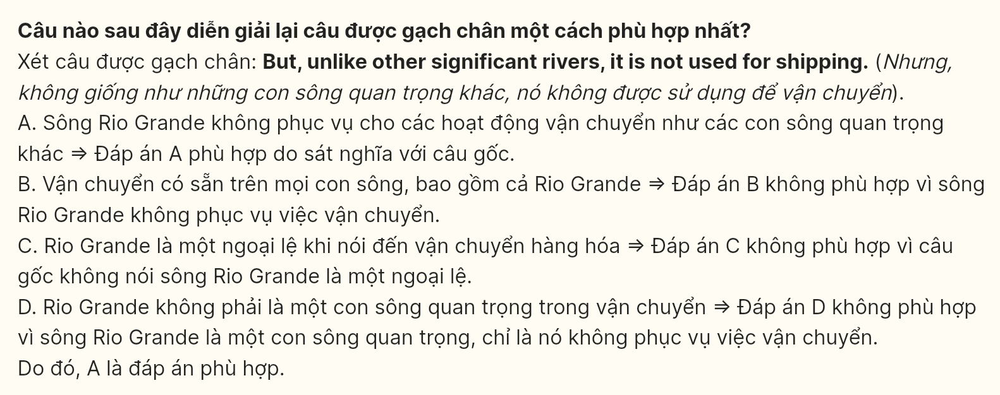 Câu nào sau đây diễn giải lại câu được gạch chân một cách phù hợp nhất?
Xét câu được gạch chân: But, unlike other significant rivers, it is not used for shipping. (Nhưng,
không giống như những con sông quan trọng khác, nó không được sử dụng để vận chuyển).
A. Sông Rio Grande không phục vụ cho các hoạt động vận chuyển như các con sông quan trọng
khác ⇒ Đáp án A phù hợp do sát nghĩa với câu gốc.
B. Vận chuyển có sẵn trên mọi con sông, bao gồm cả Rio Grande ⇒ Đáp án B không phù hợp vì sông
Rio Grande không phục vụ việc vận chuyển.
C. Rio Grande là một ngoại lệ khi nói đến vận chuyển hàng hóa ⇒ Đáp án C không phù hợp vì câu
gốc không nói sông Rio Grande là một ngoại lệ.
D. Rio Grande không phải là một con sông quan trọng trong vận chuyển ⇒ Đáp án D không phù hợp
vì sông Rio Grande là một con sông quan trọng, chỉ là nó không phục vụ việc vận chuyển.
Do đó, A là đáp án phù hợp.